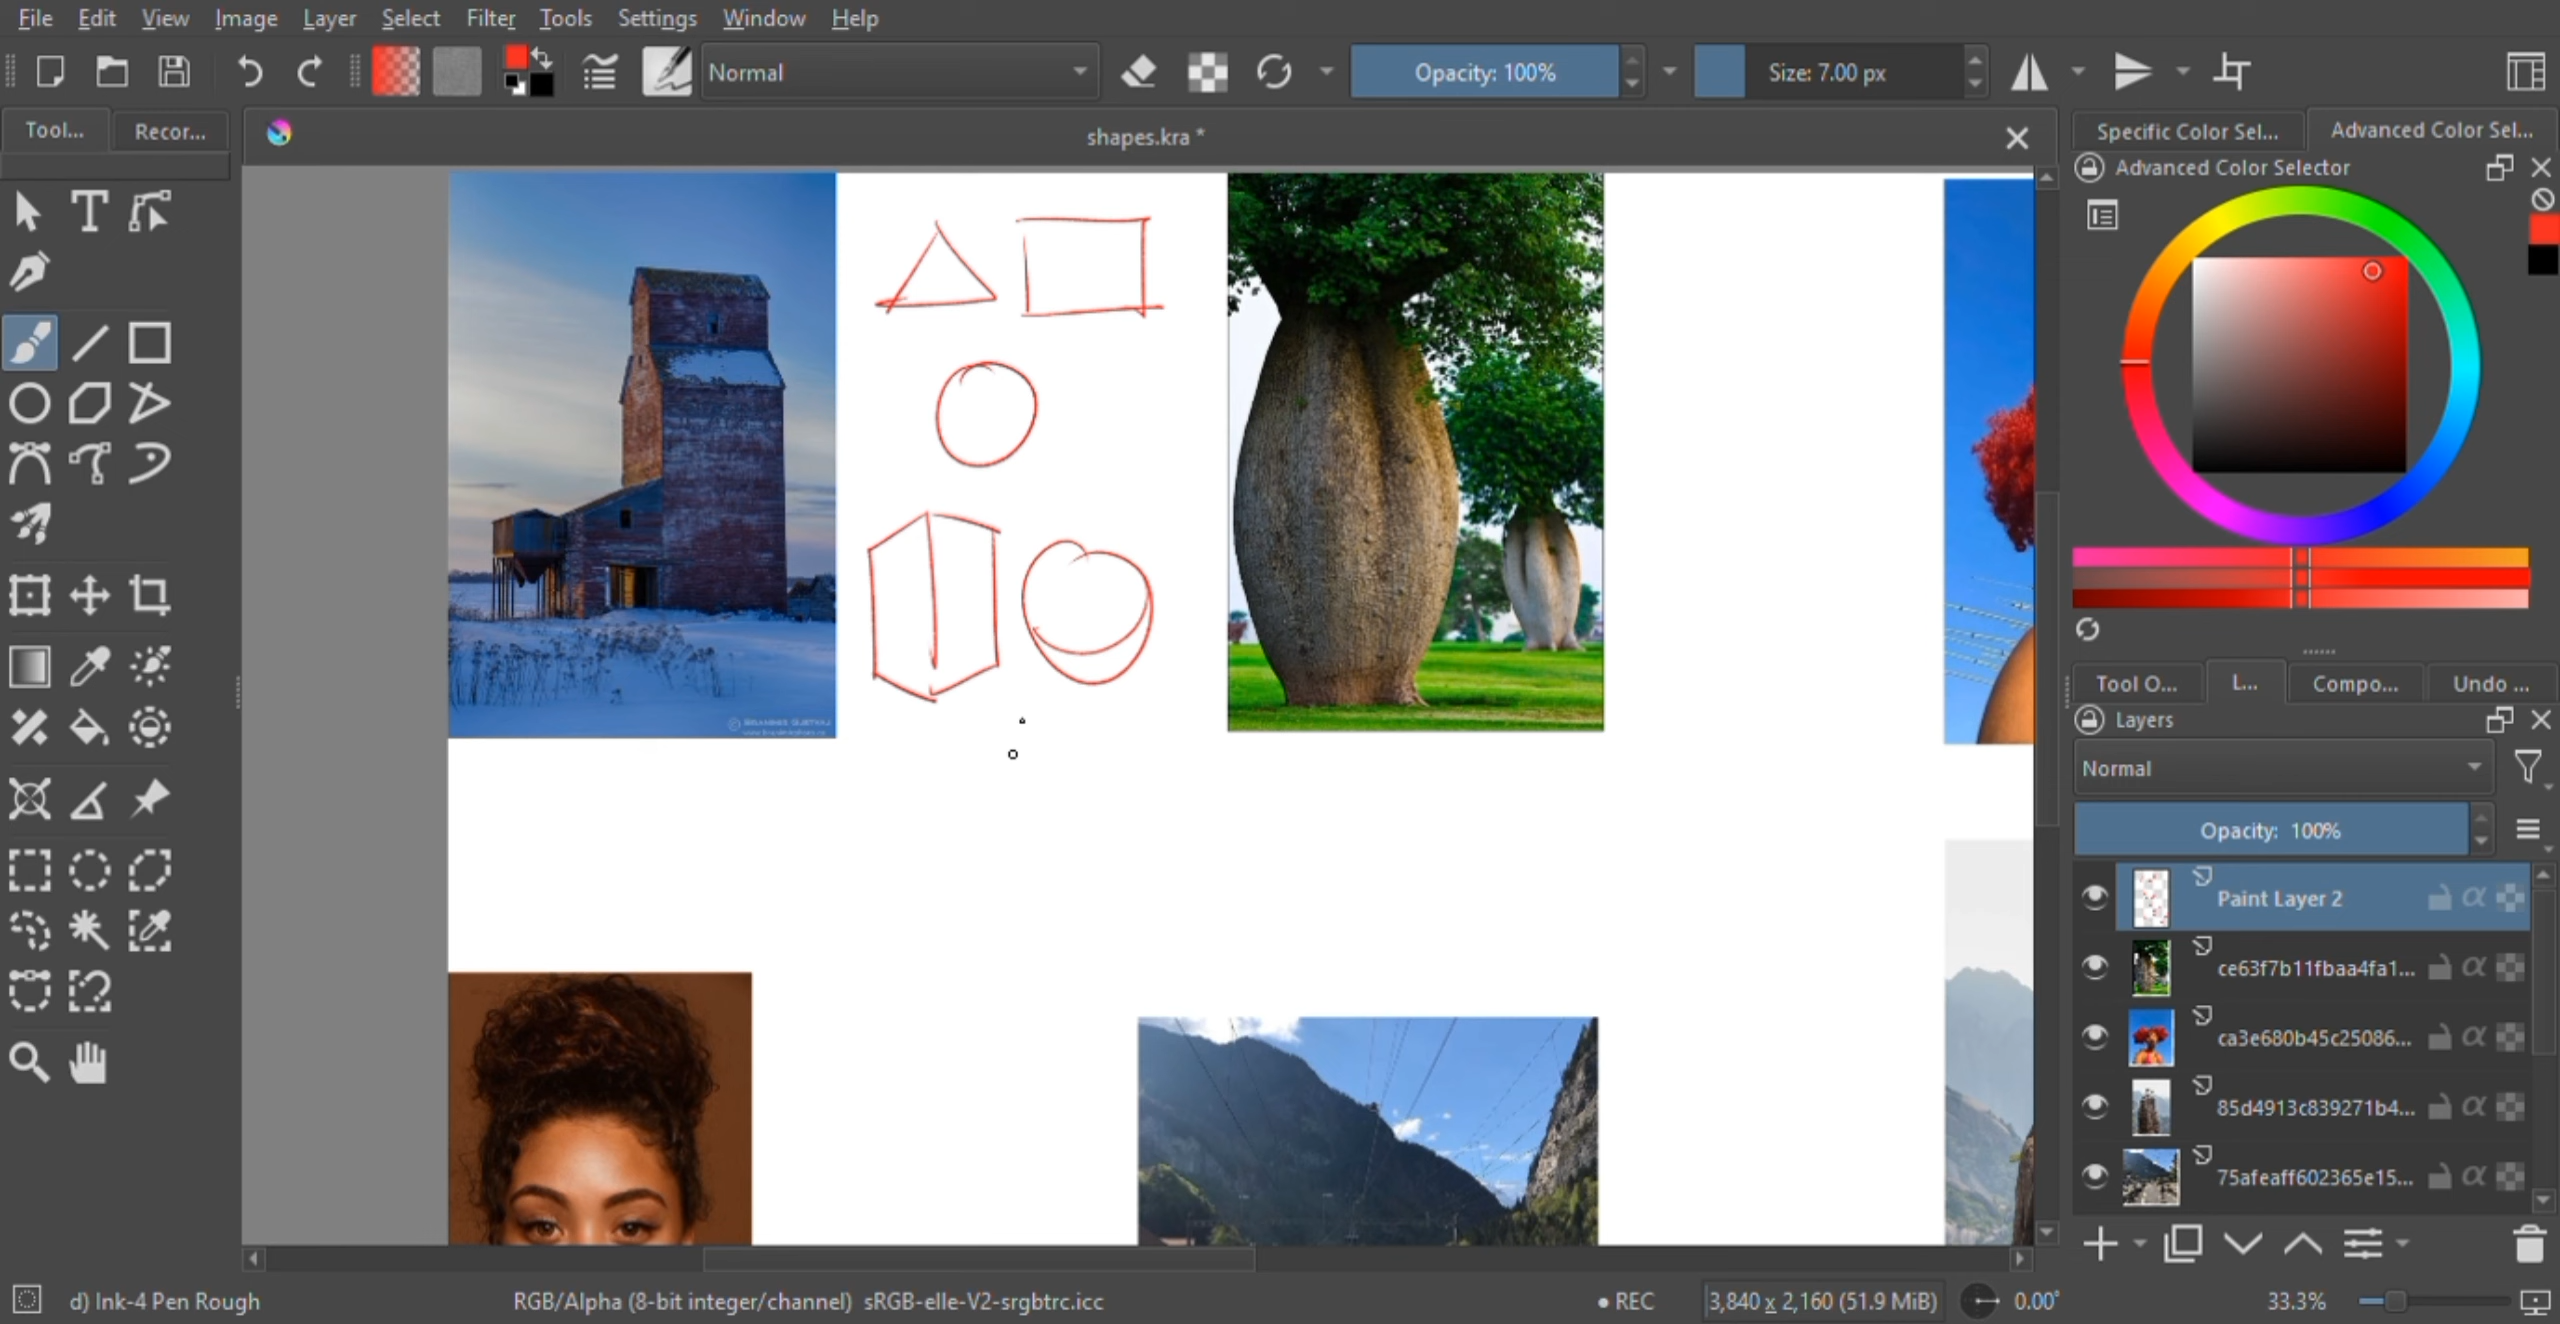 File Edit View Image Layer Select Filter Tools Settings Window Help
Normal Opacity: 100% Size: 7.00 px
Tool... Recor... shapes.kra * Specific Color Sel... Advanced Color Sel...
Advanced Color Selector
Tool O... L... Compo... Undo ...
Layers
Normal
Opacity: 100%
Paint Layer 2
ce63f7b11fbaa4fa1...
ca3e680b45c25086...
85d4913c839271b4...
75afeaff602365e15...
d) Ink-4 Pen Rough RGB/Alpha (8-bit integer/channel) sRGB-elle-V2-srgbtrc.icc REC 3,840 x 2,160 (51.9 MiB) 0.00° 33.3%